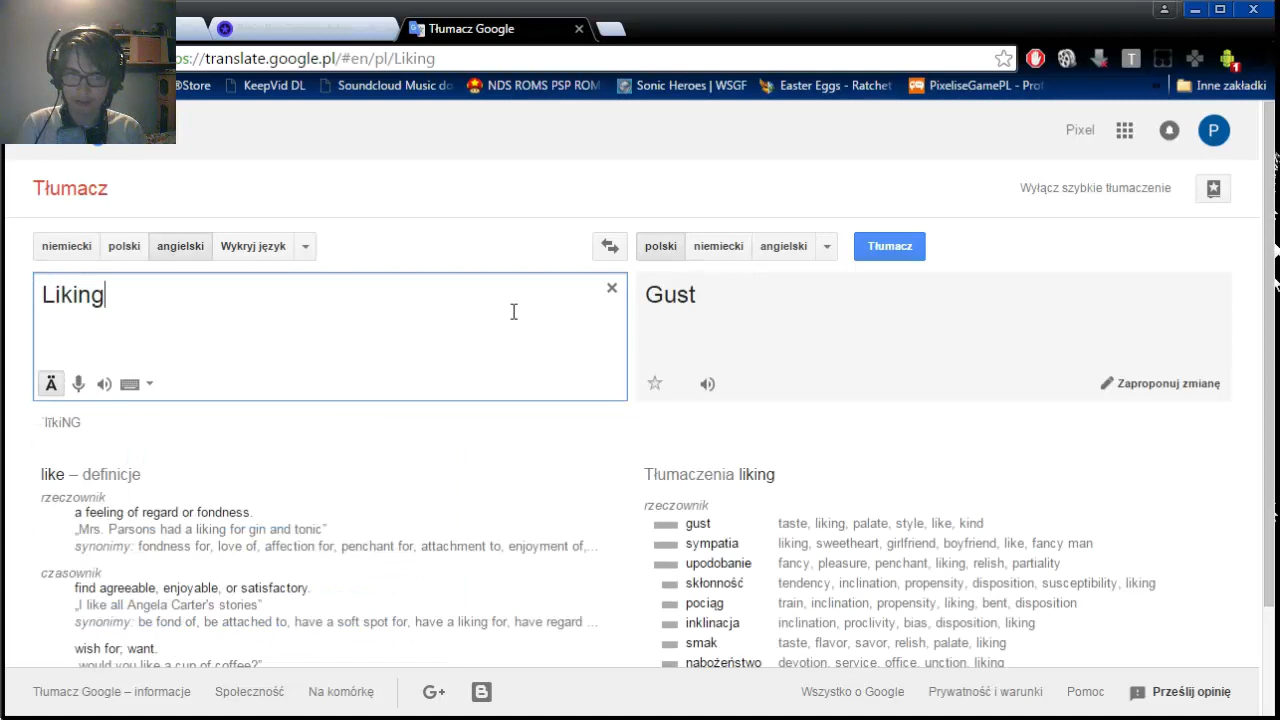 Tłumacz Google
ps://translate.google.pl/#en/pl/Liking
®Store KeepVid DL Soundcloud Music do NDS ROMS PSP ROM Sonic Heroes | WSGF Easter Eggs - Ratchet PixeliseGamePL - Prof » Inne zakładki
Pixel P
Tłumacz
Wyłącz szybkie tłumaczenie
niemiecki polski angielski Wykryj język
polski niemiecki angielski Tłumacz
Liking
Gust
Ä
Zaproponuj zmianę
ˈlīkiNG
like – definicje
rzeczownik
a feeling of regard or fondness.
„Mrs. Parsons had a liking for gin and tonic”
synonimy: fondness for, love of, affection for, penchant for, attachment to, enjoyment of,...
czasownik
find agreeable, enjoyable, or satisfactory.
„I like all Angela Carter's stories”
synonimy: be fond of, be attached to, have a soft spot for, have a liking for, have regard ...
wish for; want.
„would you like a cup of coffee?”
Tłumaczenia liking
rzeczownik
gust taste, liking, palate, style, like, kind
sympatia liking, sweetheart, girlfriend, boyfriend, like, fancy man
upodobanie fancy, pleasure, penchant, liking, relish, partiality
skłonność tendency, inclination, propensity, disposition, susceptibility, liking
pociąg train, inclination, propensity, liking, bent, disposition
inklinacja inclination, proclivity, bias, disposition, liking
smak taste, flavor, savor, relish, palate, liking
nabożeństwo devotion, service, office, unction, liking
Tłumacz Google – informacje Społeczność Na komórkę G+ B
Wszystko o Google Prywatność i warunki Pomoc Prześlij opinię